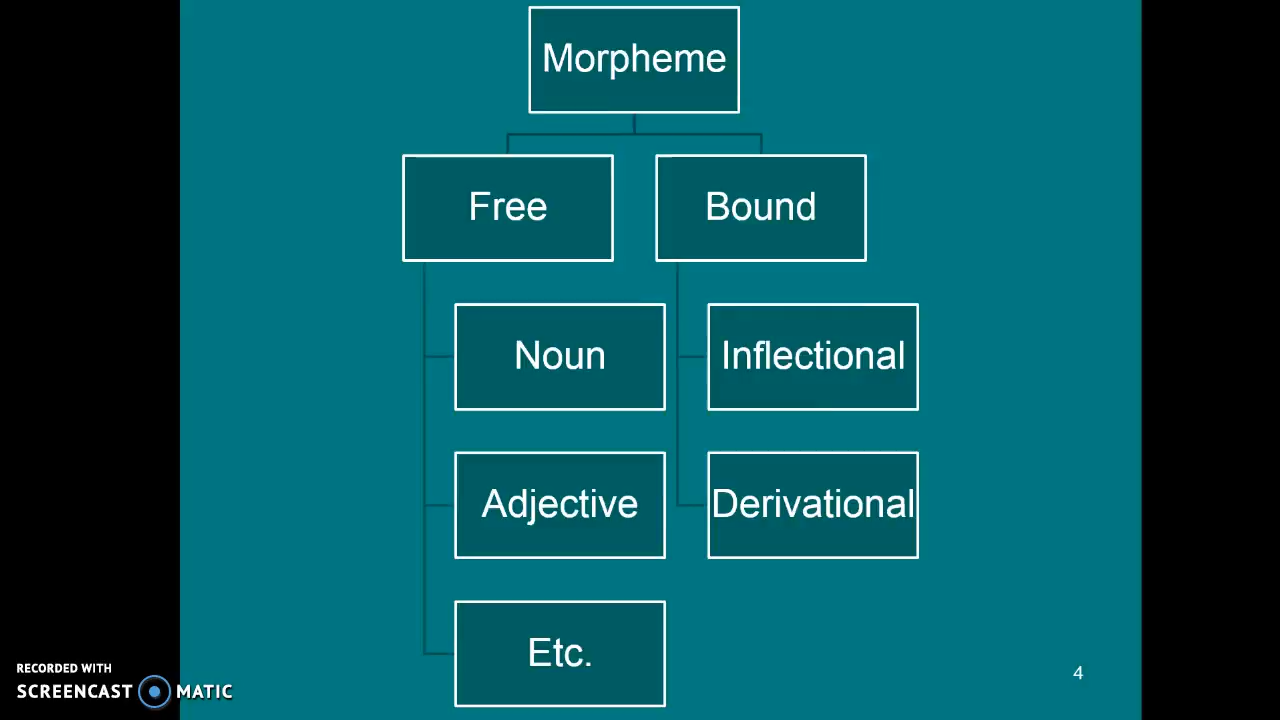 Morpheme
Free
Bound
Noun
Inflectional
Adjective
Derivational
Etc.
4
RECORDED WITH
SCREENCAST MATIC